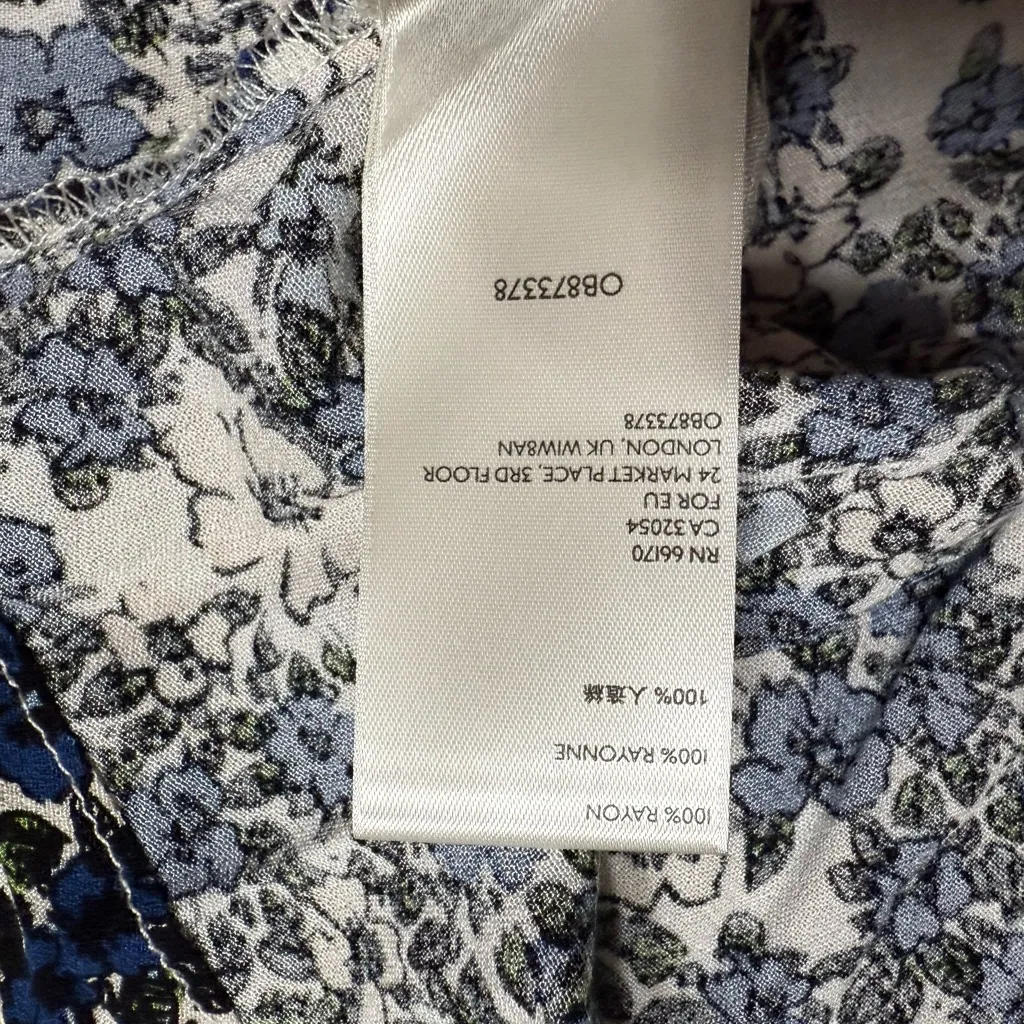 100% RAYON
100% RAYONNE
100% 人造絲
RN 66170
CA 32054
FOR EU
24 MARKET PLACE, 3RD FLOOR
LONDON, UK W1W8AN
OB873378
OB873378